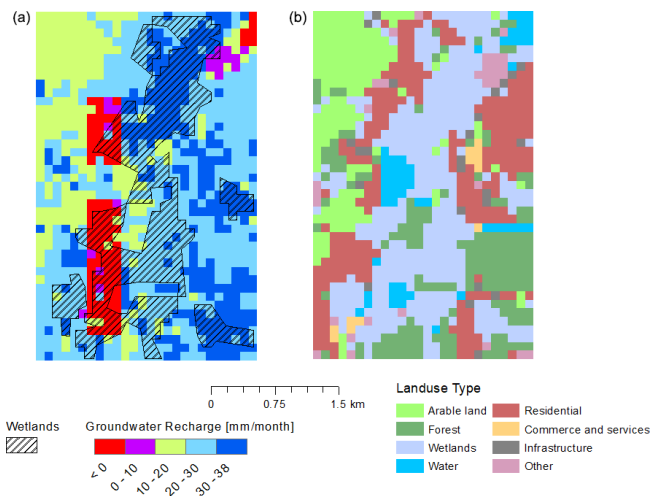 (a)
(b)
0 0.75 1.5 km
Wetlands
Groundwater Recharge [mm/month]
< 0
0 - 10
10 - 20
20 - 30
30 - 38
Landuse Type
Arable land
Forest
Wetlands
Water
Residential
Commerce and services
Infrastructure
Other